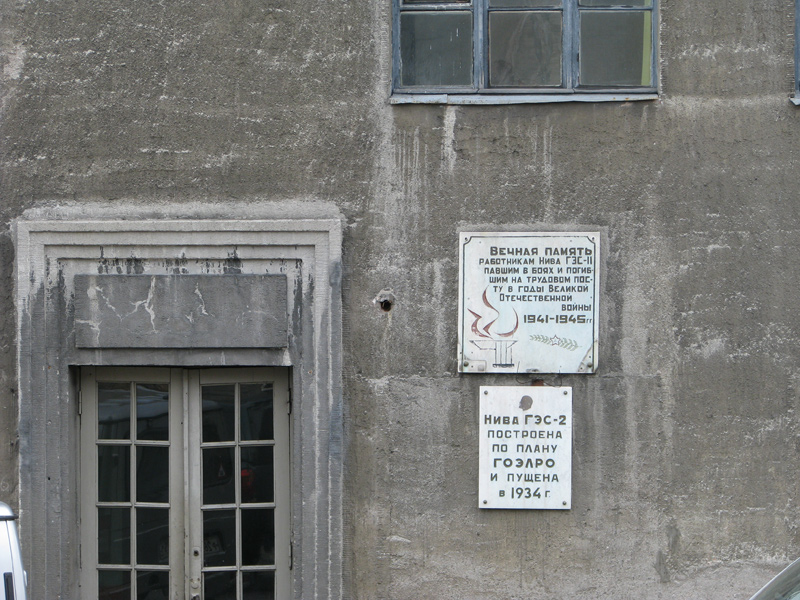 Вечная память
работникам Нива ГЭС-II
павшим в боях и погиб-
шим на трудовом пос-
ту в годы Великой
Отечественной
войны
1941-1945гг.
Нива ГЭС-2
построена
по плану
ГОЭЛРО
и пущена
в 1934 г.